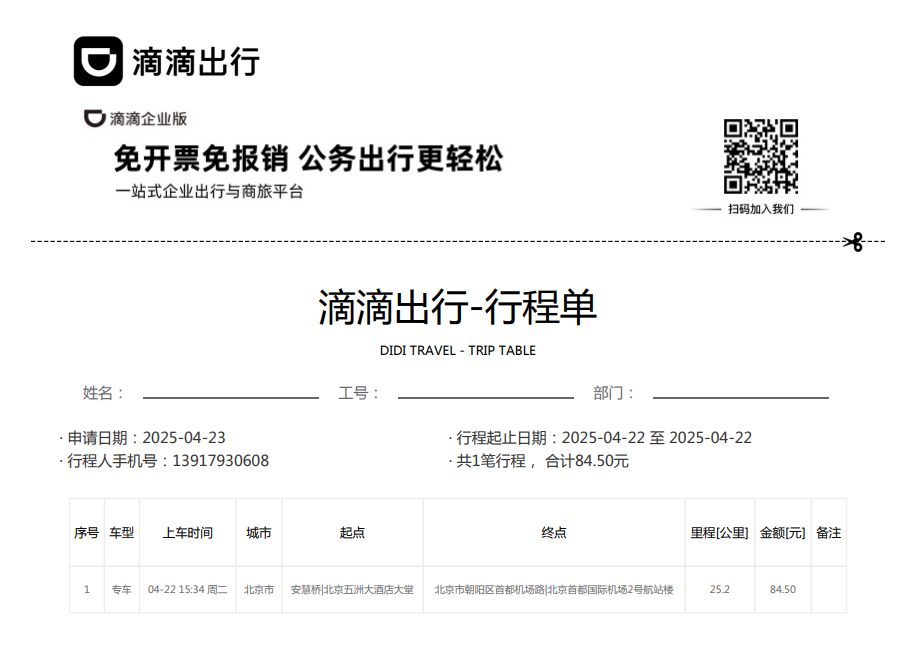 滴滴出行
滴滴企业版
免开票免报销 公务出行更轻松
一站式企业出行与商旅平台
扫码加入我们
滴滴出行-行程单
DIDI TRAVEL - TRIP TABLE
姓名： 工号： 部门：
· 申请日期：2025-04-23 · 行程起止日期：2025-04-22 至 2025-04-22
· 行程人手机号：13917930608 · 共1笔行程， 合计84.50元
序号 车型 上车时间 城市 起点 终点 里程[公里] 金额[元] 备注
1 专车 04-22 15:34 周二 北京市 安慧桥|北京五洲大酒店大堂 北京市朝阳区首都机场路|北京首都国际机场2号航站楼 25.2 84.50